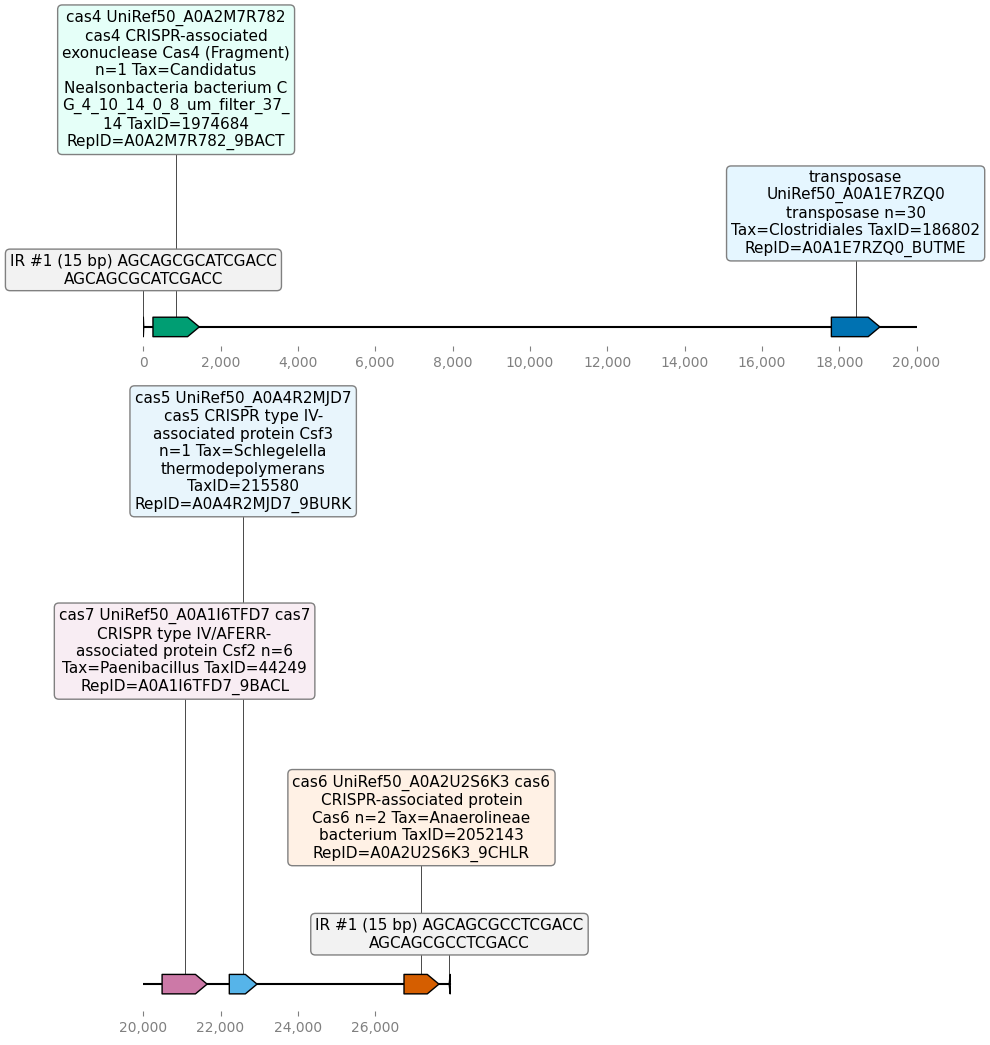 cas4 UniRef50_A0A2M7R782
cas4 CRISPR-associated
exonuclease Cas4 (Fragment)
n=1 Tax=Candidatus
Nealsonbacteria bacterium C
G_4_10_14_0_8_um_filter_37_
14 TaxID=1974684
RepID=A0A2M7R782_9BACT
transposase
UniRef50_A0A1E7RZQ0
transposase n=30
Tax=Clostridiales TaxID=186802
RepID=A0A1E7RZQ0_BUTME
IR #1 (15 bp) AGCAGCGCATCGACC
AGCAGCGCATCGACC
0 2,000 4,000 6,000 8,000 10,000 12,000 14,000 16,000 18,000 20,000
cas5 UniRef50_A0A4R2MJD7
cas5 CRISPR type IV-
associated protein Csf3
n=1 Tax=Schlegelella
thermodepolymerans
TaxID=215580
RepID=A0A4R2MJD7_9BURK
cas7 UniRef50_A0A1I6TFD7 cas7
CRISPR type IV/AFERR-
associated protein Csf2 n=6
Tax=Paenibacillus TaxID=44249
RepID=A0A1I6TFD7_9BACL
cas6 UniRef50_A0A2U2S6K3 cas6
CRISPR-associated protein
Cas6 n=2 Tax=Anaerolineae
bacterium TaxID=2052143
RepID=A0A2U2S6K3_9CHLR
IR #1 (15 bp) AGCAGCGCCTCGACC
AGCAGCGCCTCGACC
20,000 22,000 24,000 26,000